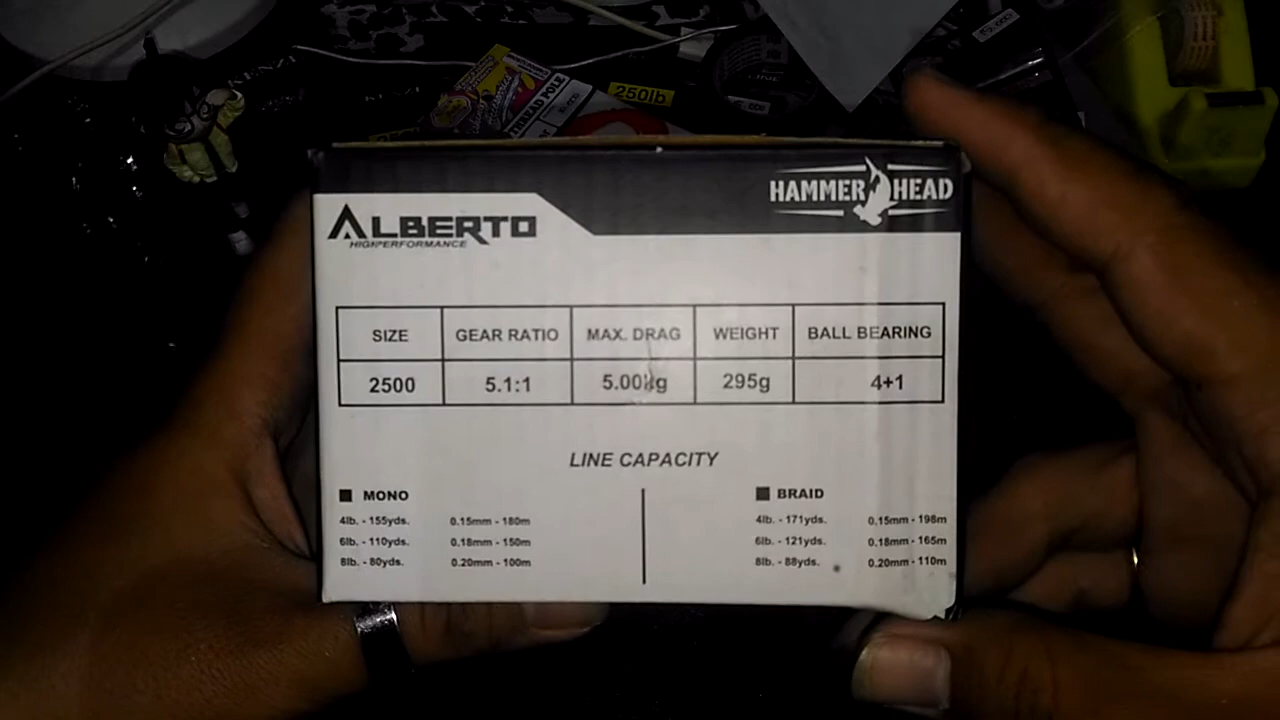 250lb
THREAD POLE
HAMMER HEAD
ALBERTO
HIGHPERFORMANCE
SIZE GEAR RATIO MAX. DRAG WEIGHT BALL BEARING
2500 5.1:1 5.00kg 295g 4+1
LINE CAPACITY
MONO BRAID
4lb. - 155yds. 0.15mm - 180m 4lb. - 171yds. 0.15mm - 198m
6lb. - 110yds. 0.18mm - 150m 6lb. - 121yds. 0.18mm - 165m
8lb. - 80yds. 0.20mm - 100m 8lb. - 88yds. 0.20mm - 110m